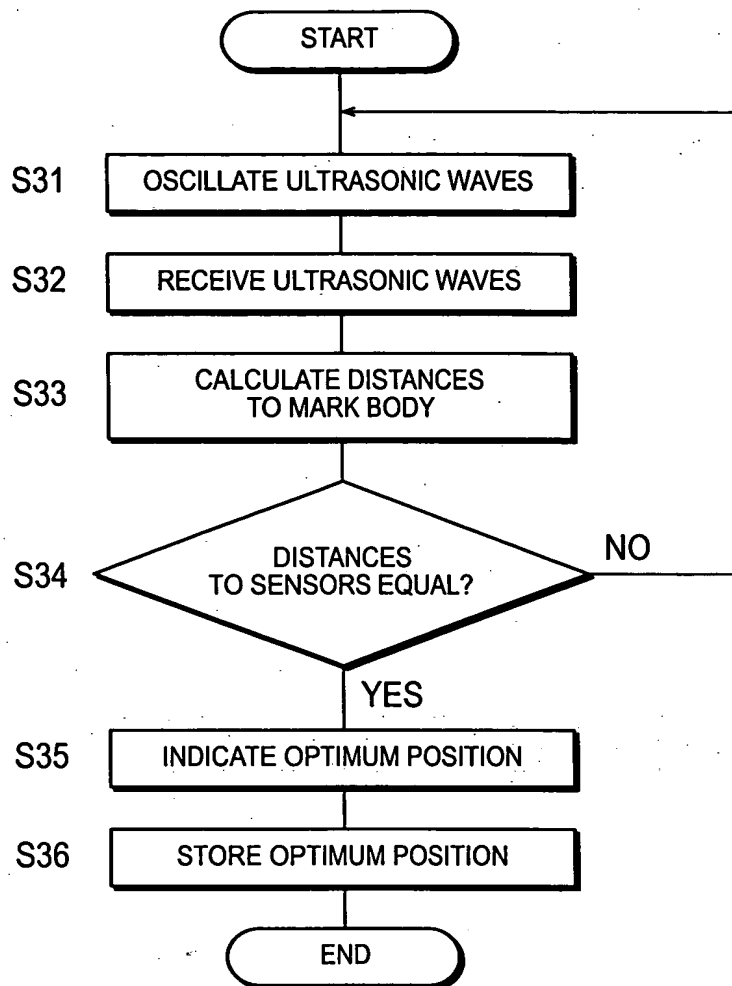 START
S31
OSCILLATE ULTRASONIC WAVES
S32
RECEIVE ULTRASONIC WAVES
S33
CALCULATE DISTANCES
TO MARK BODY
S34
DISTANCES
TO SENSORS EQUAL?
NO
YES
S35
INDICATE OPTIMUM POSITION
S36
STORE OPTIMUM POSITION
END